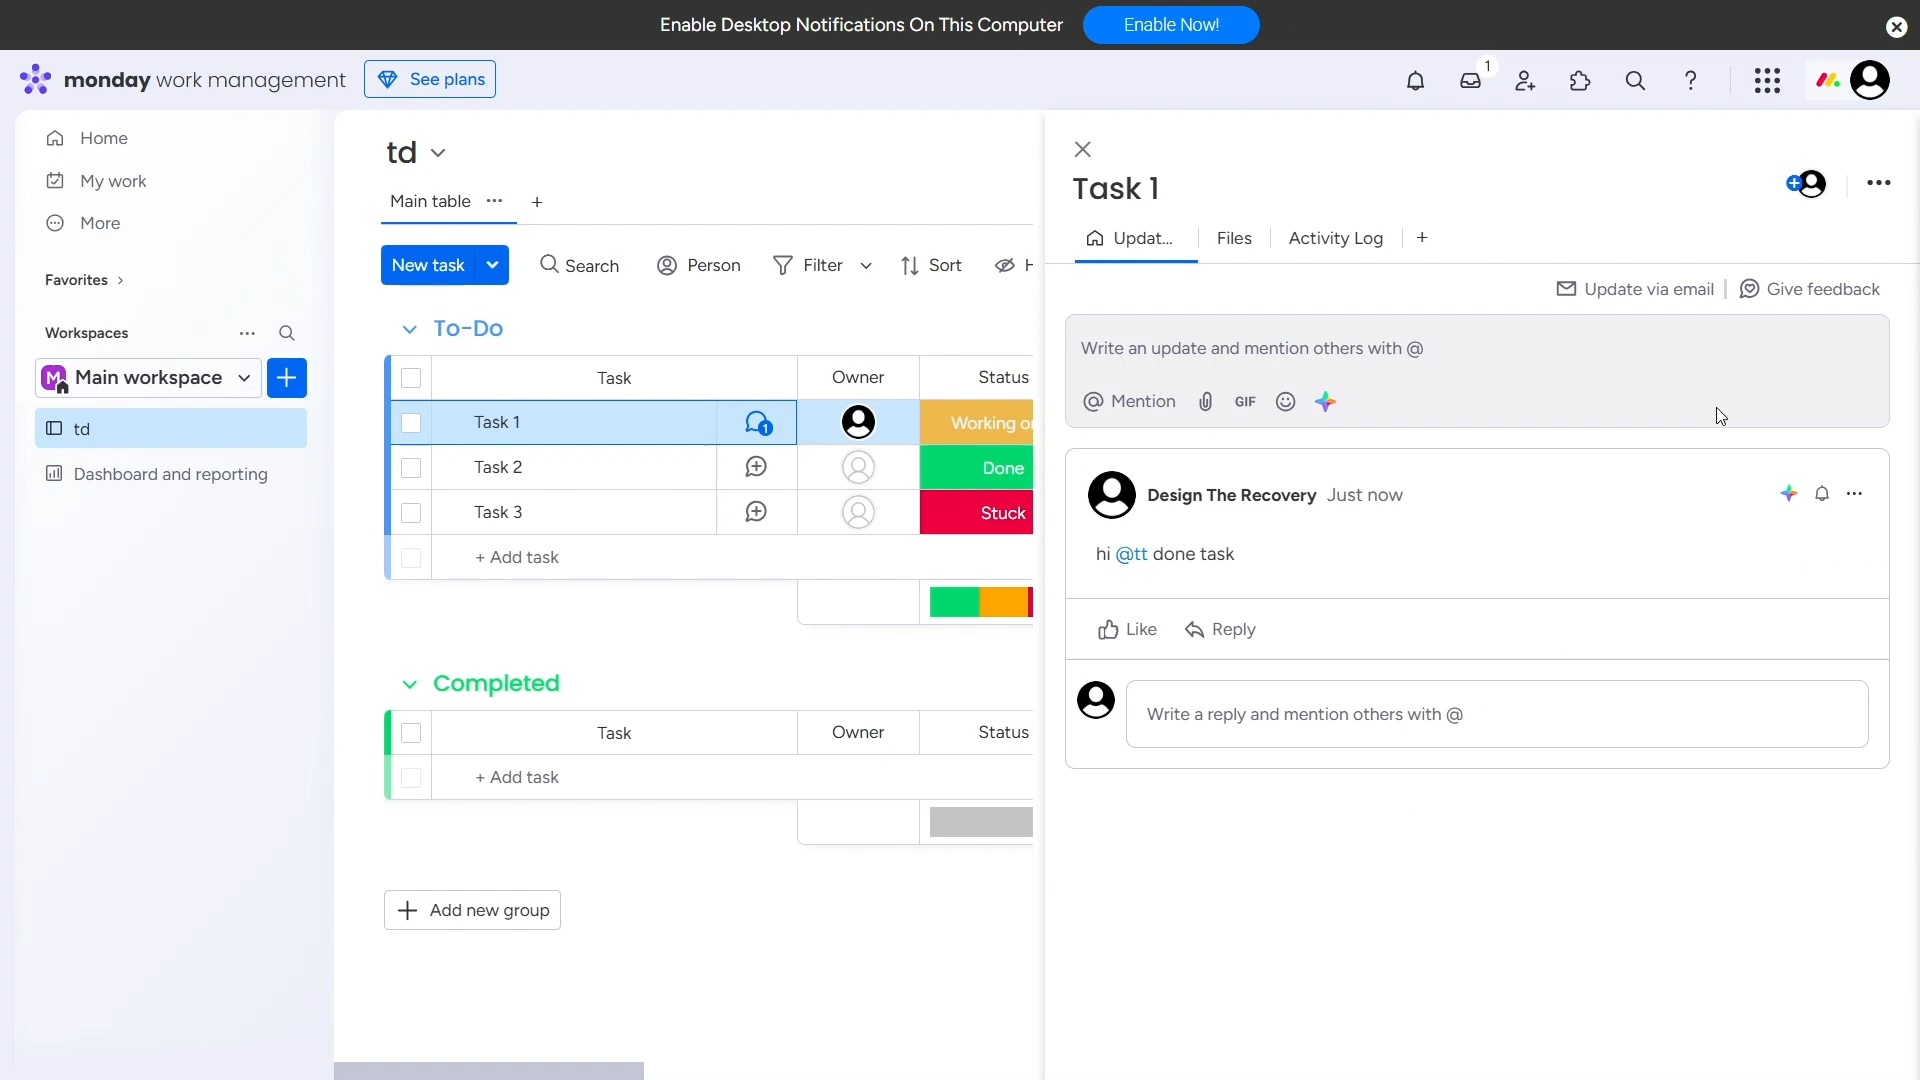 Enable Desktop Notifications On This Computer Enable Now!
monday work management See plans 1
Home
My work
More
Favorites
Workspaces
M Main workspace
td
Dashboard and reporting
td
Main table
New task Search Person Filter Sort H
To-Do
Task Owner Status
Task 1 1 Working o
Task 2 Done
Task 3 Stuck
+ Add task
Completed
Task Owner Status
+ Add task
Add new group
Task 1
Updat... Files Activity Log +
Update via email Give feedback
Write an update and mention others with @
Mention GIF
Design The Recovery Just now
hi @tt done task
Like Reply
Write a reply and mention others with @